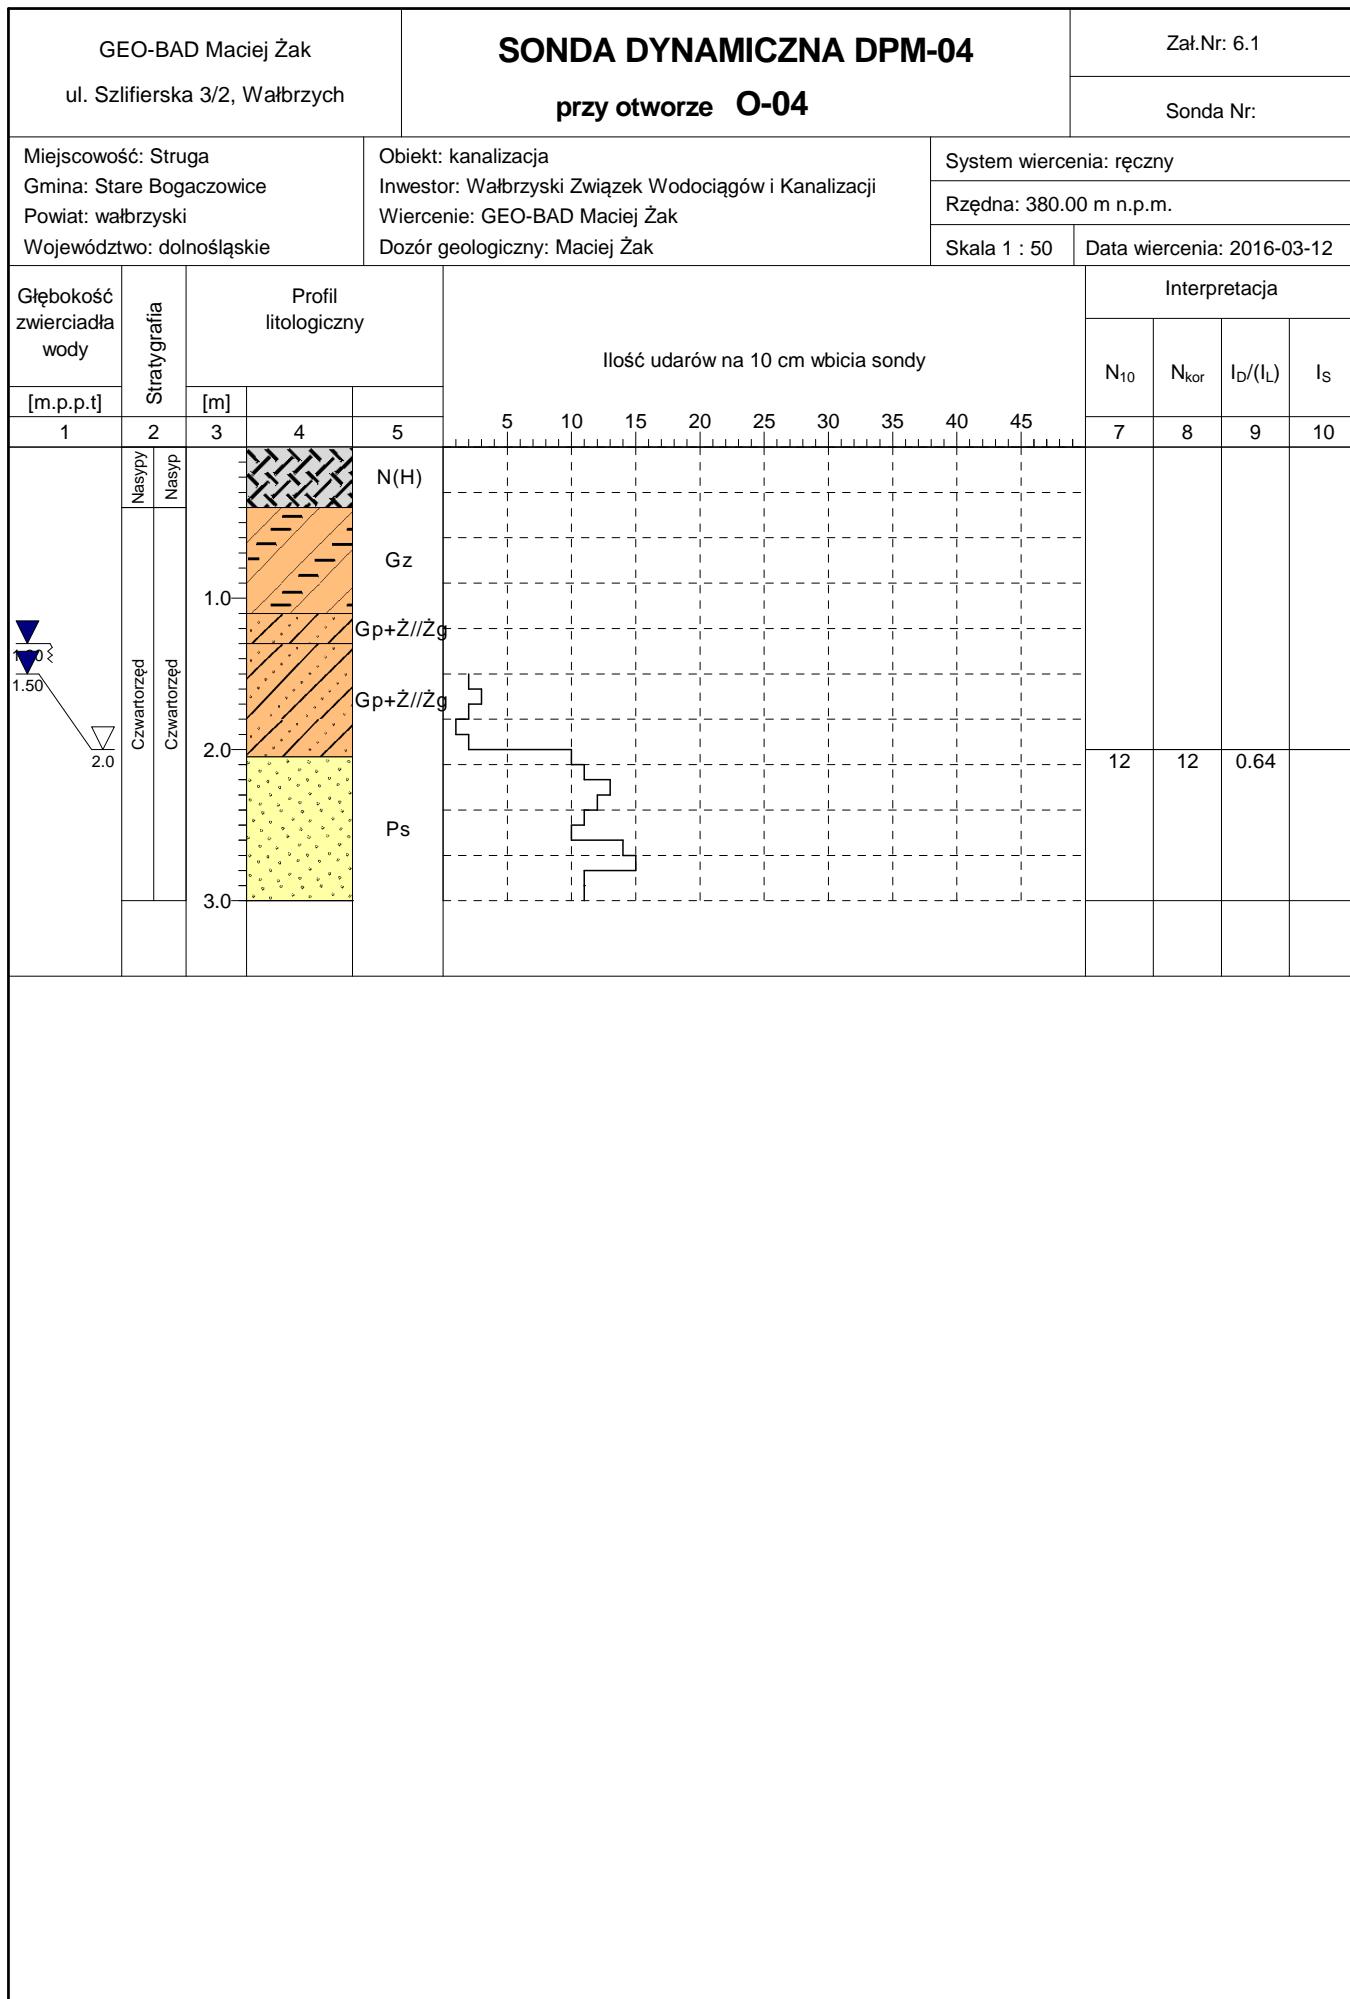 GEO-BAD Maciej Żak
ul. Szlifierska 3/2, Wałbrzych
SONDA DYNAMICZNA DPM-04
przy otworze O-04
Zał.Nr: 6.1
Sonda Nr:
Miejscowość: Struga
Gmina: Stare Bogaczowice
Powiat: wałbrzyski
Województwo: dolnośląskie
Obiekt: kanalizacja
Inwestor: Wałbrzyski Związek Wodociągów i Kanalizacji
Wiercenie: GEO-BAD Maciej Żak
Dozór geologiczny: Maciej Żak
System wiercenia: ręczny
Rzędna: 380.00 m n.p.m.
Skala 1 : 50
Data wiercenia: 2016-03-12
Głębokość
zwierciadła
wody
[m.p.p.t]
Stratygrafia
Profil
litologiczny
[m]
Ilość udarów na 10 cm wbicia sondy
Interpretacja
N10 Nkor ID/(IL) IS
5 10 15 20 25 30 35 40 45
1 2 3 4 5 7 8 9 10
Nasypy
Nasyp
N(H)
Gz
1.0
Gp+Ż//Żg
1.50
Czwartorzęd
Czwartorzęd
Gp+Ż//Żg
2.0
2.0
12 12 0.64
Ps
3.0